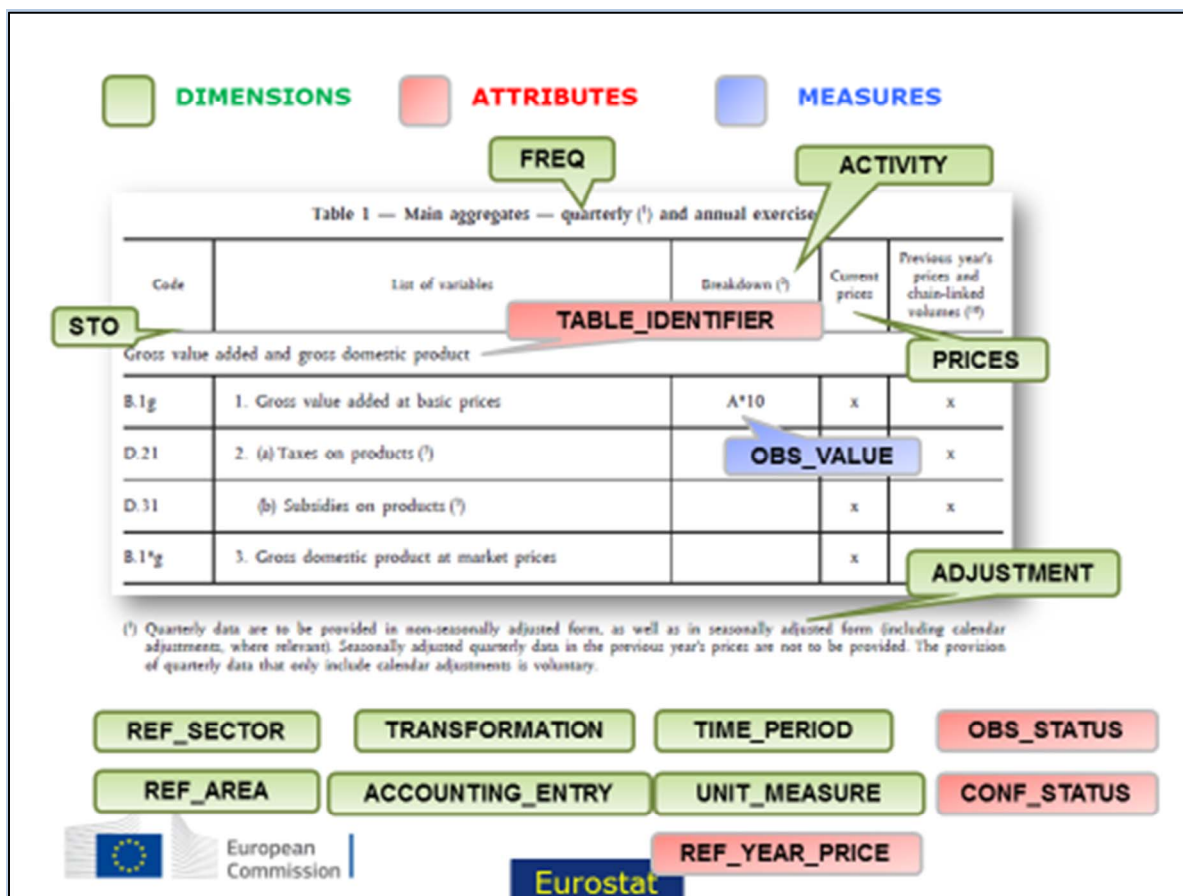 DIMENSIONS ATTRIBUTES MEASURES
FREQ
ACTIVITY
Table 1 — Main aggregates — quarterly (¹) and annual exercise
Code List of variables Breakdown (²) Current prices Previous year's prices and chain-linked volumes (¹⁰)
STO
TABLE_IDENTIFIER
Gross value added and gross domestic product
PRICES
B.1g 1. Gross value added at basic prices A*10 x x
OBS_VALUE
D.21 2. (a) Taxes on products x
D.31 (b) Subsidies on products x x
B.1*g 3. Gross domestic product at market prices x
ADJUSTMENT
(¹) Quarterly data are to be provided in non-seasonally adjusted form, as well as in seasonally adjusted form (including calendar
adjustments, where relevant). Seasonally adjusted quarterly data in the previous year's prices are not to be provided. The provision
of quarterly data that only include calendar adjustments is voluntary.
REF_SECTOR TRANSFORMATION TIME_PERIOD OBS_STATUS
REF_AREA ACCOUNTING_ENTRY UNIT_MEASURE CONF_STATUS
REF_YEAR_PRICE
European
Commission
Eurostat